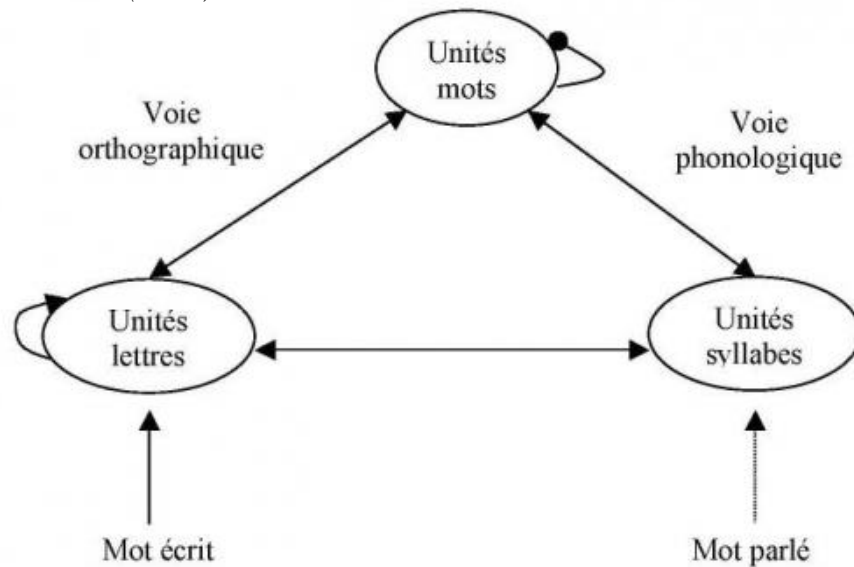 Unités
mots
Voie
orthographique
Voie
phonologique
Unités
lettres
Unités
syllabes
Mot écrit
Mot parlé